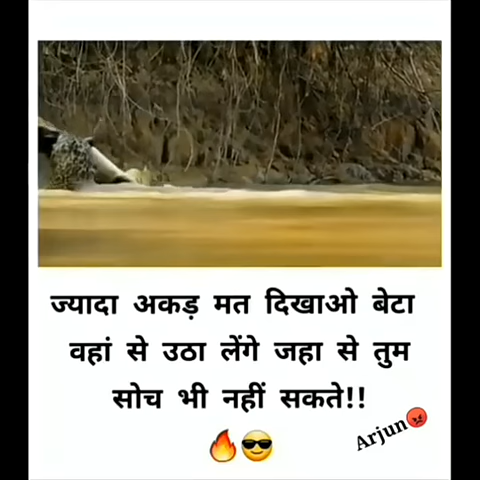 ज्यादा अकड़ मत दिखाओ बेटा
वहां से उठा लेंगे जहा से तुम
सोच भी नहीं सकते!!
🔥😎
Arjun😡